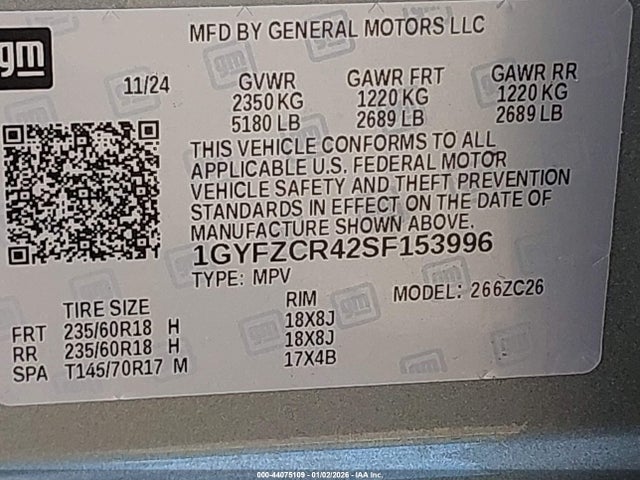 MFD BY GENERAL MOTORS LLC
gm
11/24 GVWR GAWR FRT GAWR RR
2350 KG 1220 KG 1220 KG
5180 LB 2689 LB 2689 LB
THIS VEHICLE CONFORMS TO ALL
APPLICABLE U.S. FEDERAL MOTOR
VEHICLE SAFETY AND THEFT PREVENTION
STANDARDS IN EFFECT ON THE DATE OF
MANUFACTURE SHOWN ABOVE.
1GYFZCR42SF153996
TYPE: MPV MODEL: 266ZC26
TIRE SIZE RIM
FRT 235/60R18 H 18X8J
RR 235/60R18 H 18X8J
SPA T145/70R17 M 17X4B
000-44075109 - 01/02/2026 - IAAI Inc.